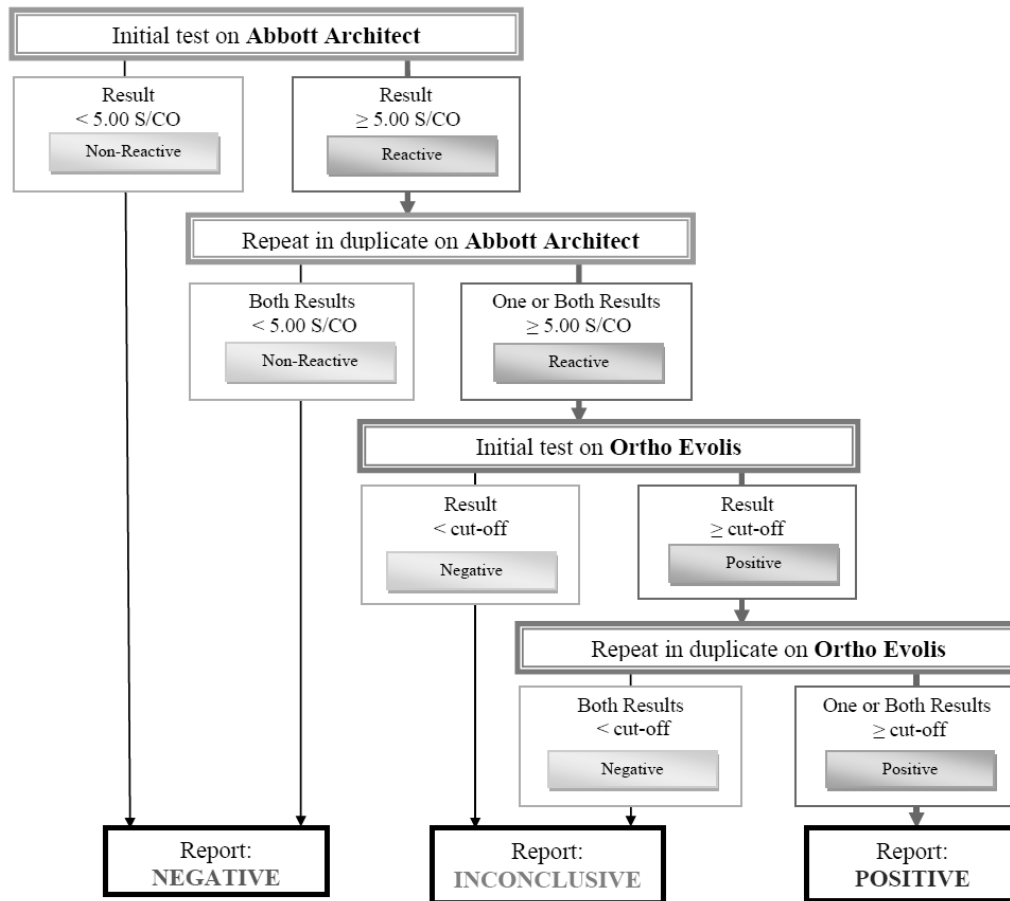 Initial test on Abbott Architect
Result
< 5.00 S/CO
Non-Reactive
Result
≥ 5.00 S/CO
Reactive
Repeat in duplicate on Abbott Architect
Both Results
< 5.00 S/CO
Non-Reactive
One or Both Results
≥ 5.00 S/CO
Reactive
Initial test on Ortho Evolis
Result
< cut-off
Negative
Result
≥ cut-off
Positive
Repeat in duplicate on Ortho Evolis
Both Results
< cut-off
Negative
One or Both Results
≥ cut-off
Positive
Report:
NEGATIVE
Report:
INCONCLUSIVE
Report:
POSITIVE